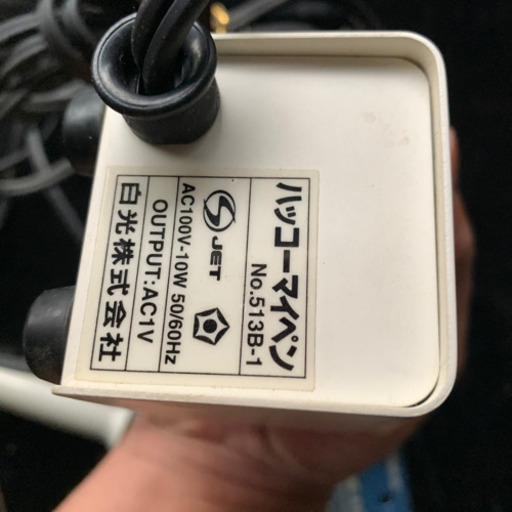 ハッコーマイペン
No.513B-1
JET
AC100V-10W 50/60Hz
OUTPUT:AC1V
白光株式会社